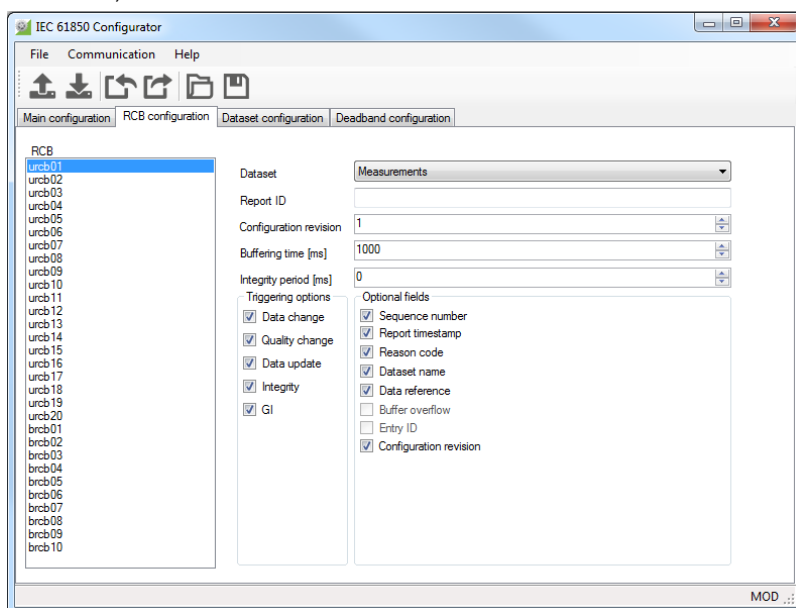 IEC 61850 Configurator
File Communication Help
Main configuration RCB configuration Dataset configuration Deadband configuration
RCB
urcb01
urcb02
urcb03
urcb04
urcb05
urcb06
urcb07
urcb08
urcb09
urcb10
urcb11
urcb12
urcb13
urcb14
urcb15
urcb16
urcb17
urcb18
urcb19
urcb20
brcb01
brcb02
brcb03
brcb04
brcb05
brcb06
brcb07
brcb08
brcb09
brcb10
Dataset Measurements
Report ID
Configuration revision 1
Buffering time [ms] 1000
Integrity period [ms] 0
Triggering options
Data change
Quality change
Data update
Integrity
GI
Optional fields
Sequence number
Report timestamp
Reason code
Dataset name
Data reference
Buffer overflow
Entry ID
Configuration revision
MOD